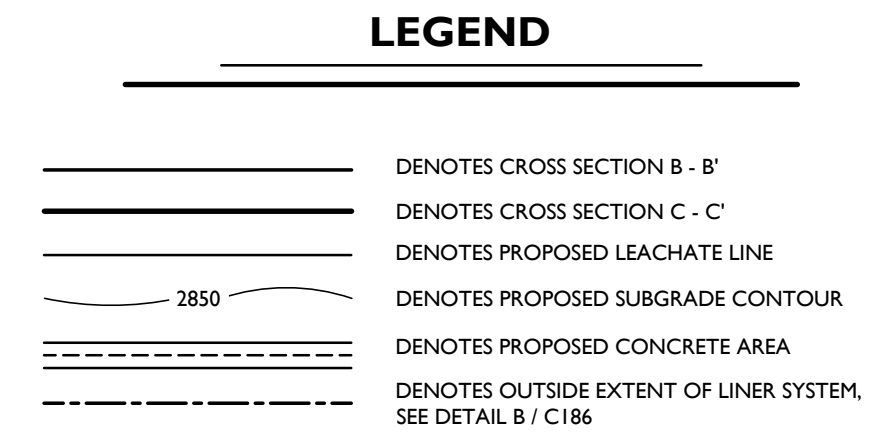 LEGEND
DENOTES CROSS SECTION B - B'
DENOTES CROSS SECTION C - C'
DENOTES PROPOSED LEACHATE LINE
2850 DENOTES PROPOSED SUBGRADE CONTOUR
DENOTES PROPOSED CONCRETE AREA
DENOTES OUTSIDE EXTENT OF LINER SYSTEM,
SEE DETAIL B / C186